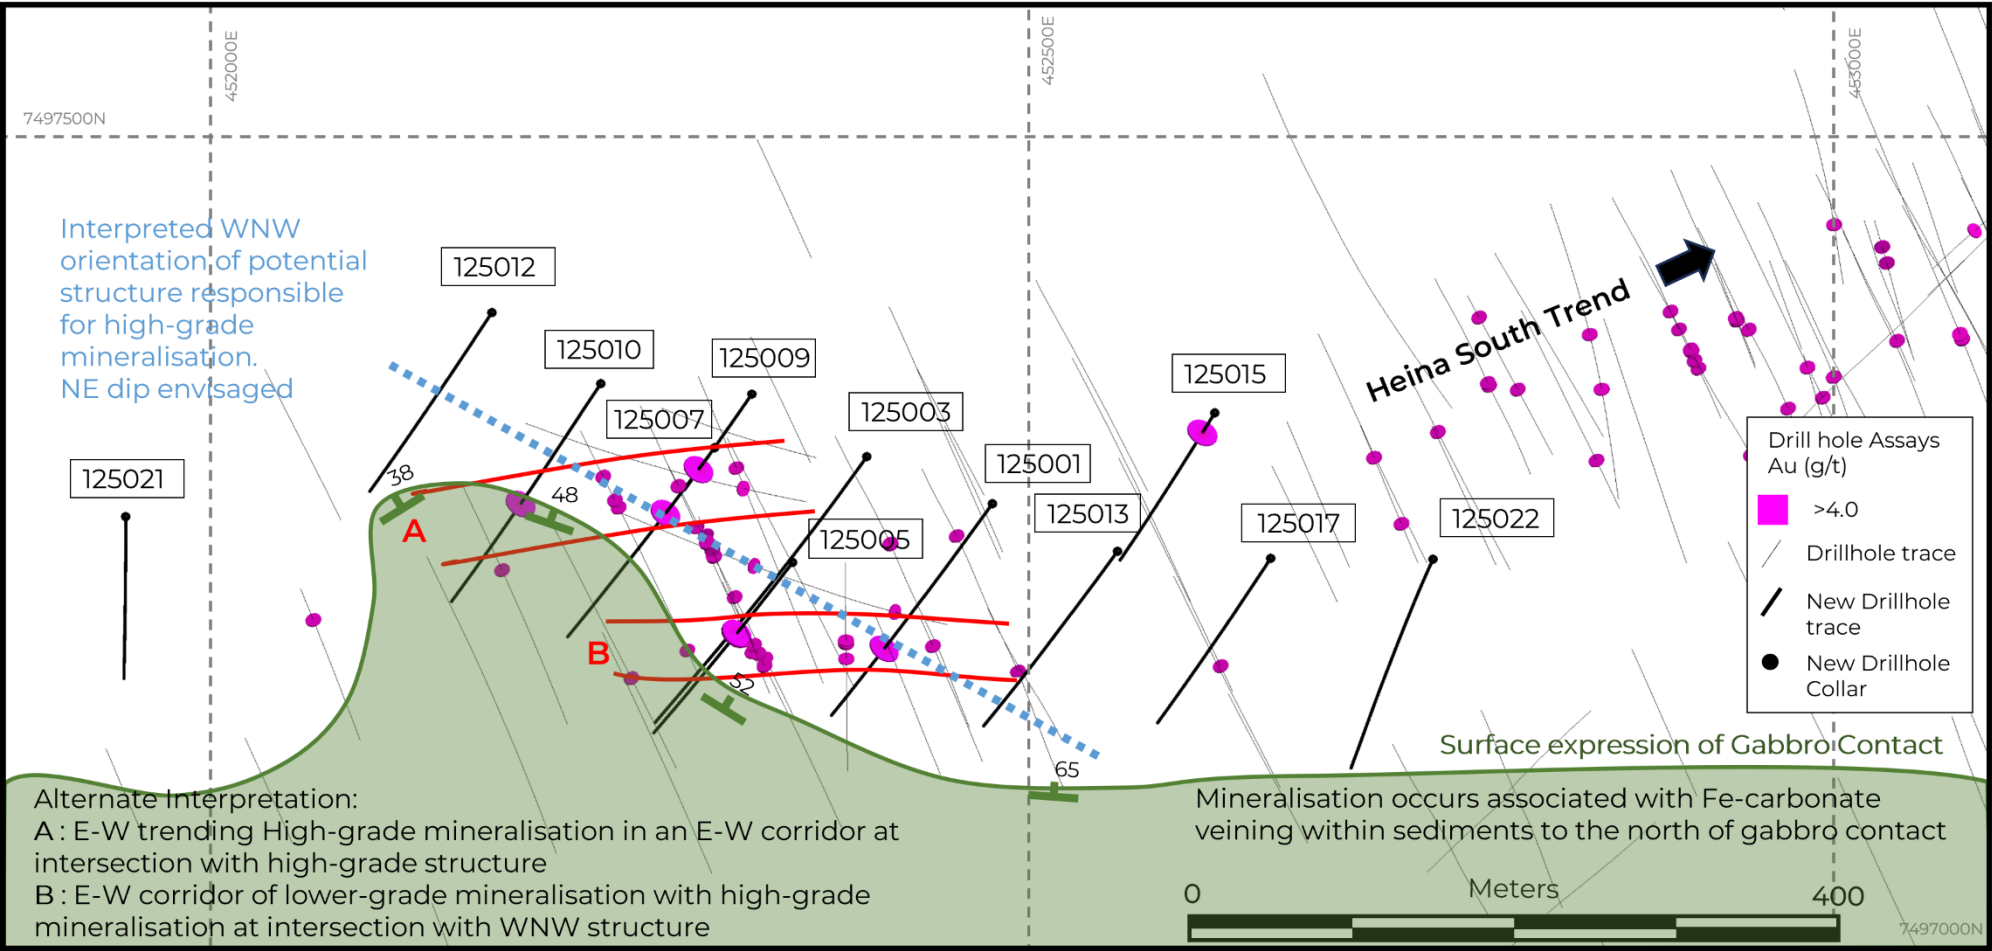 452000E
452500E
453000E
7497500N
Interpreted WNW
orientation of potential
structure responsible
for high-grade
mineralisation.
NE dip envisaged
125012
125010
125009
125007
125003
125015
125001
125021
125013
125017
125022
125005
Heina South Trend
38
48
A
B
52
65
Drill hole Assays
Au (g/t)
>4.0
Drillhole trace
New Drillhole
trace
New Drillhole
Collar
Surface expression of Gabbro Contact
Alternate Interpretation:
A : E-W trending High-grade mineralisation in an E-W corridor at
intersection with high-grade structure
B : E-W corridor of lower-grade mineralisation with high-grade
mineralisation at intersection with WNW structure
Mineralisation occurs associated with Fe-carbonate
veining within sediments to the north of gabbro contact
0 Meters 400
7497000N